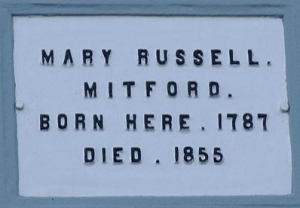 MARY RUSSELL.
MITFORD.
BORN HERE. 1787
DIED. 1855